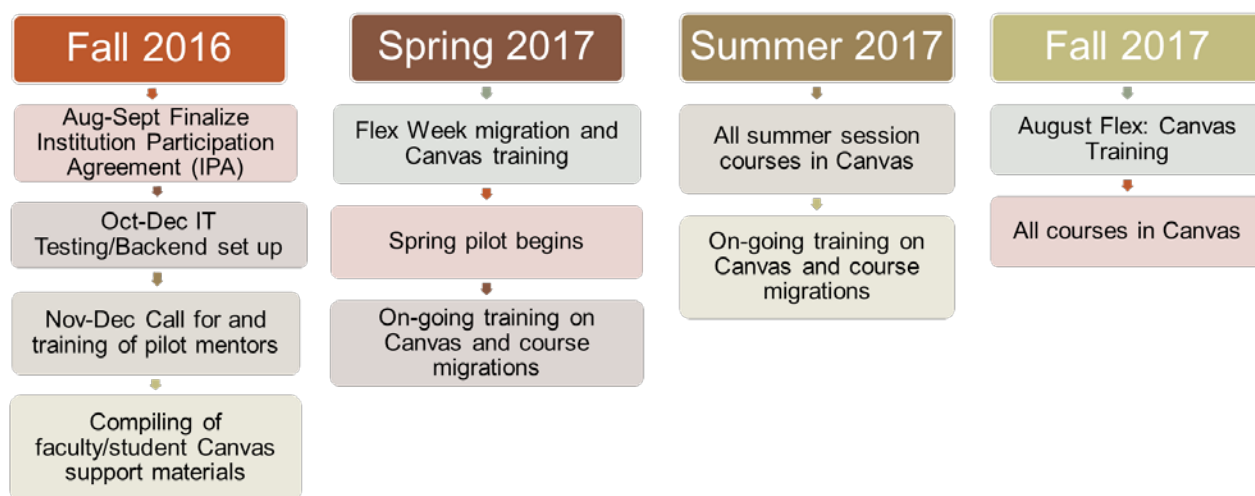 Fall 2016
Aug-Sept Finalize
Institution Participation
Agreement (IPA)
Oct-Dec IT
Testing/Backend set up
Nov-Dec Call for and
training of pilot mentors
Compiling of
faculty/student Canvas
support materials
Spring 2017
Flex Week migration and
Canvas training
Spring pilot begins
On-going training on
Canvas and course
migrations
Summer 2017
All summer session
courses in Canvas
On-going training on
Canvas and course
migrations
Fall 2017
August Flex: Canvas
Training
All courses in Canvas